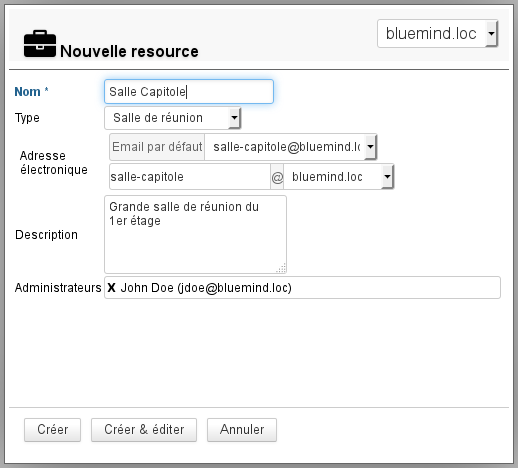 Nouvelle resource
bluemind.loc
Nom *
Salle Capitole
Type
Salle de réunion
Adresse électronique
Email par défaut
salle-capitole@bluemind.lo
salle-capitole
@
bluemind.loc
Description
Grande salle de réunion du
1er étage
Administrateurs
X John Doe (jdoe@bluemind.loc)
Créer
Créer & éditer
Annuler